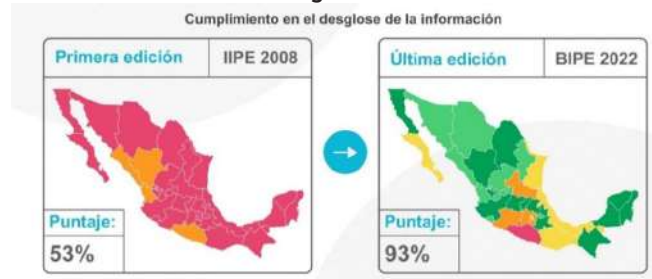 Cumplimiento en el desglose de la información
Primera edición
IIPE 2008
Puntaje:
53%
Última edición
BIPE 2022
Puntaje:
93%